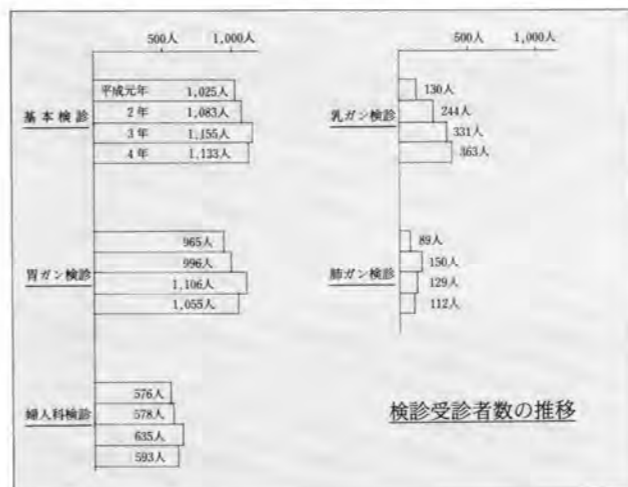 500人 1,000人
基本検診
平成元年 1,025人
2年 1,083人
3年 1,155人
4年 1,133人
胃ガン検診
965人
996人
1,106人
1,055人
婦人科検診
576人
578人
635人
593人
500人 1,000人
乳ガン検診
130人
244人
331人
363人
肺ガン検診
89人
150人
129人
112人
検診受診者数の推移